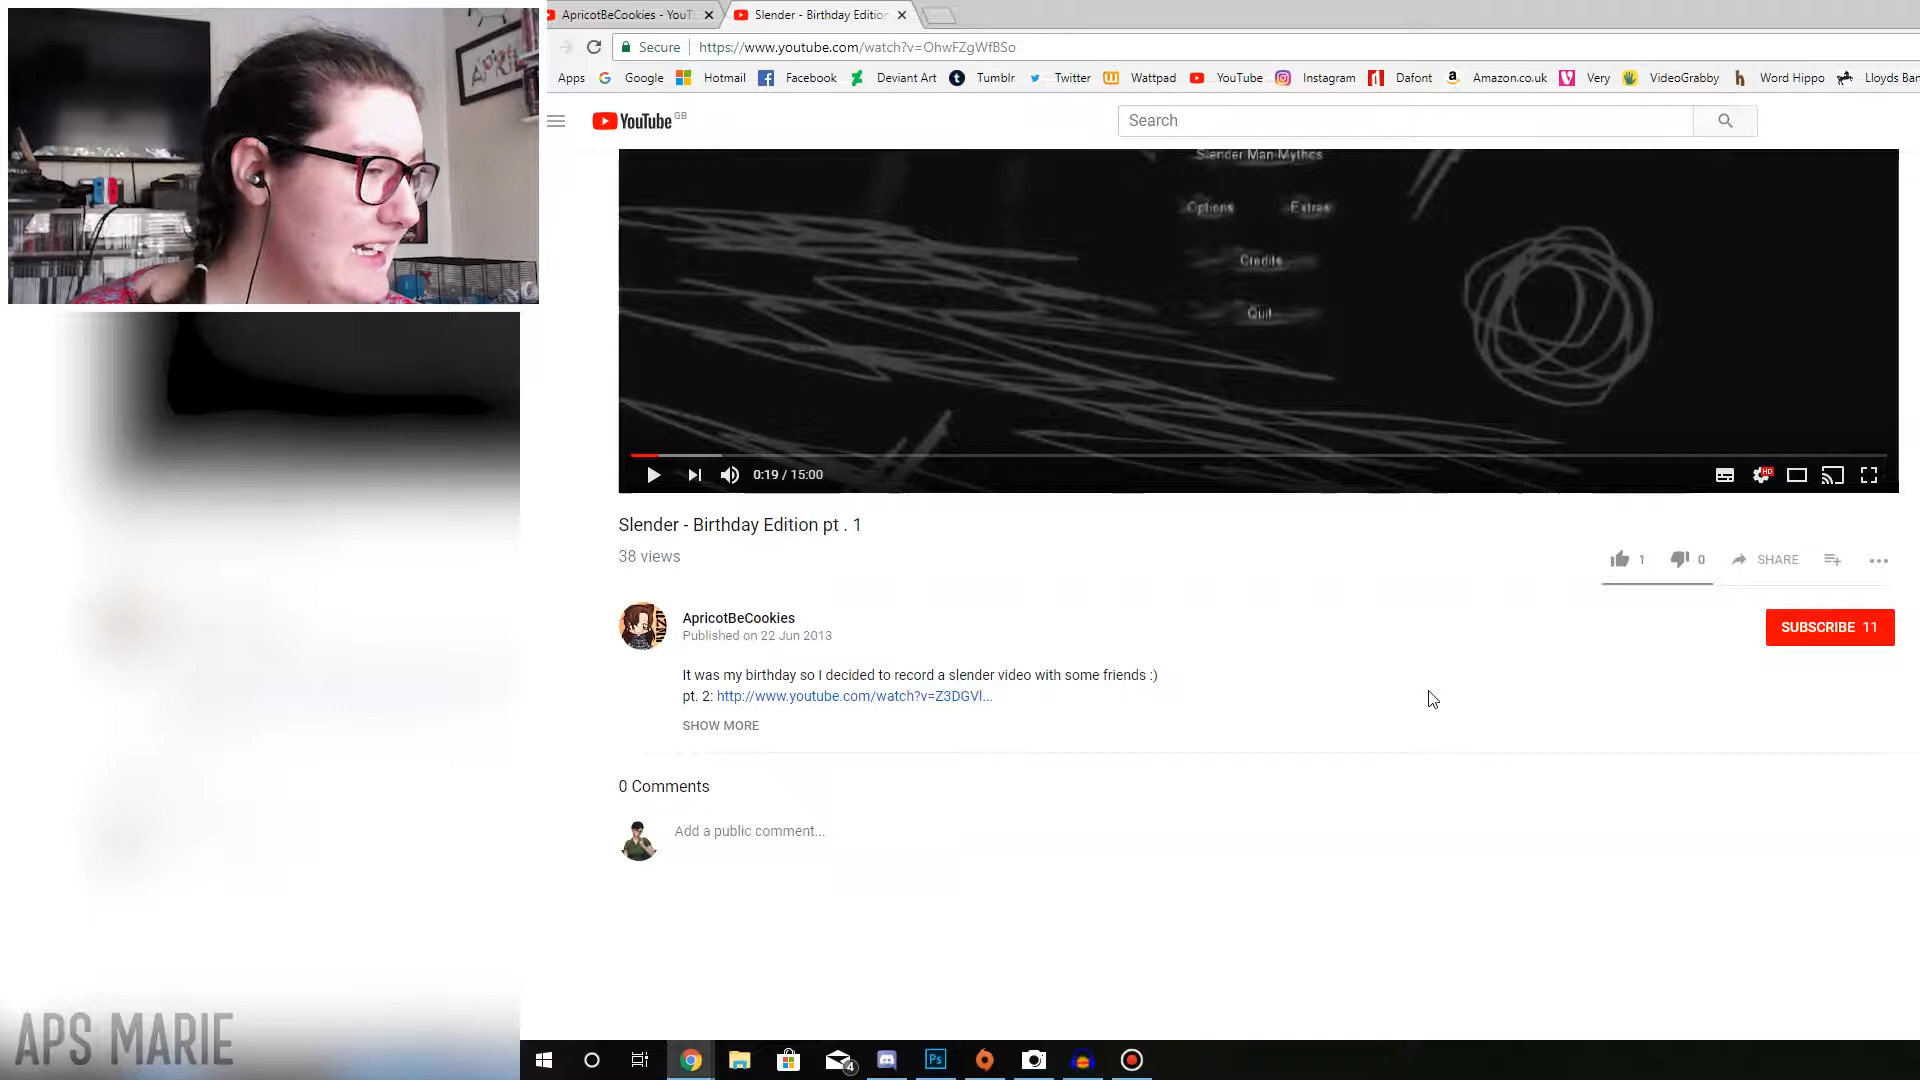 ApricotBeCookies - YouT
Slender - Birthday Edition
Secure
https://www.youtube.com/watch?v=OhwFZgWfBSo
Apps
Google
Hotmail
Facebook
Deviant Art
Tumblr
Twitter
Wattpad
YouTube
Instagram
Dafont
Amazon.co.uk
Very
VideoGrabby
Word Hippo
Lloyds Ban
YouTube GB
Search
Slender Man Mythos
Options
Extras
Credits
Quit
0:19 / 15:00
HD
Slender - Birthday Edition pt . 1
38 views
1
0
SHARE
ApricotBeCookies
Published on 22 Jun 2013
SUBSCRIBE 11
It was my birthday so I decided to record a slender video with some friends :)
pt. 2: http://www.youtube.com/watch?v=Z3DGVl...
SHOW MORE
0 Comments
Add a public comment...
APS MARIE
4
Ps